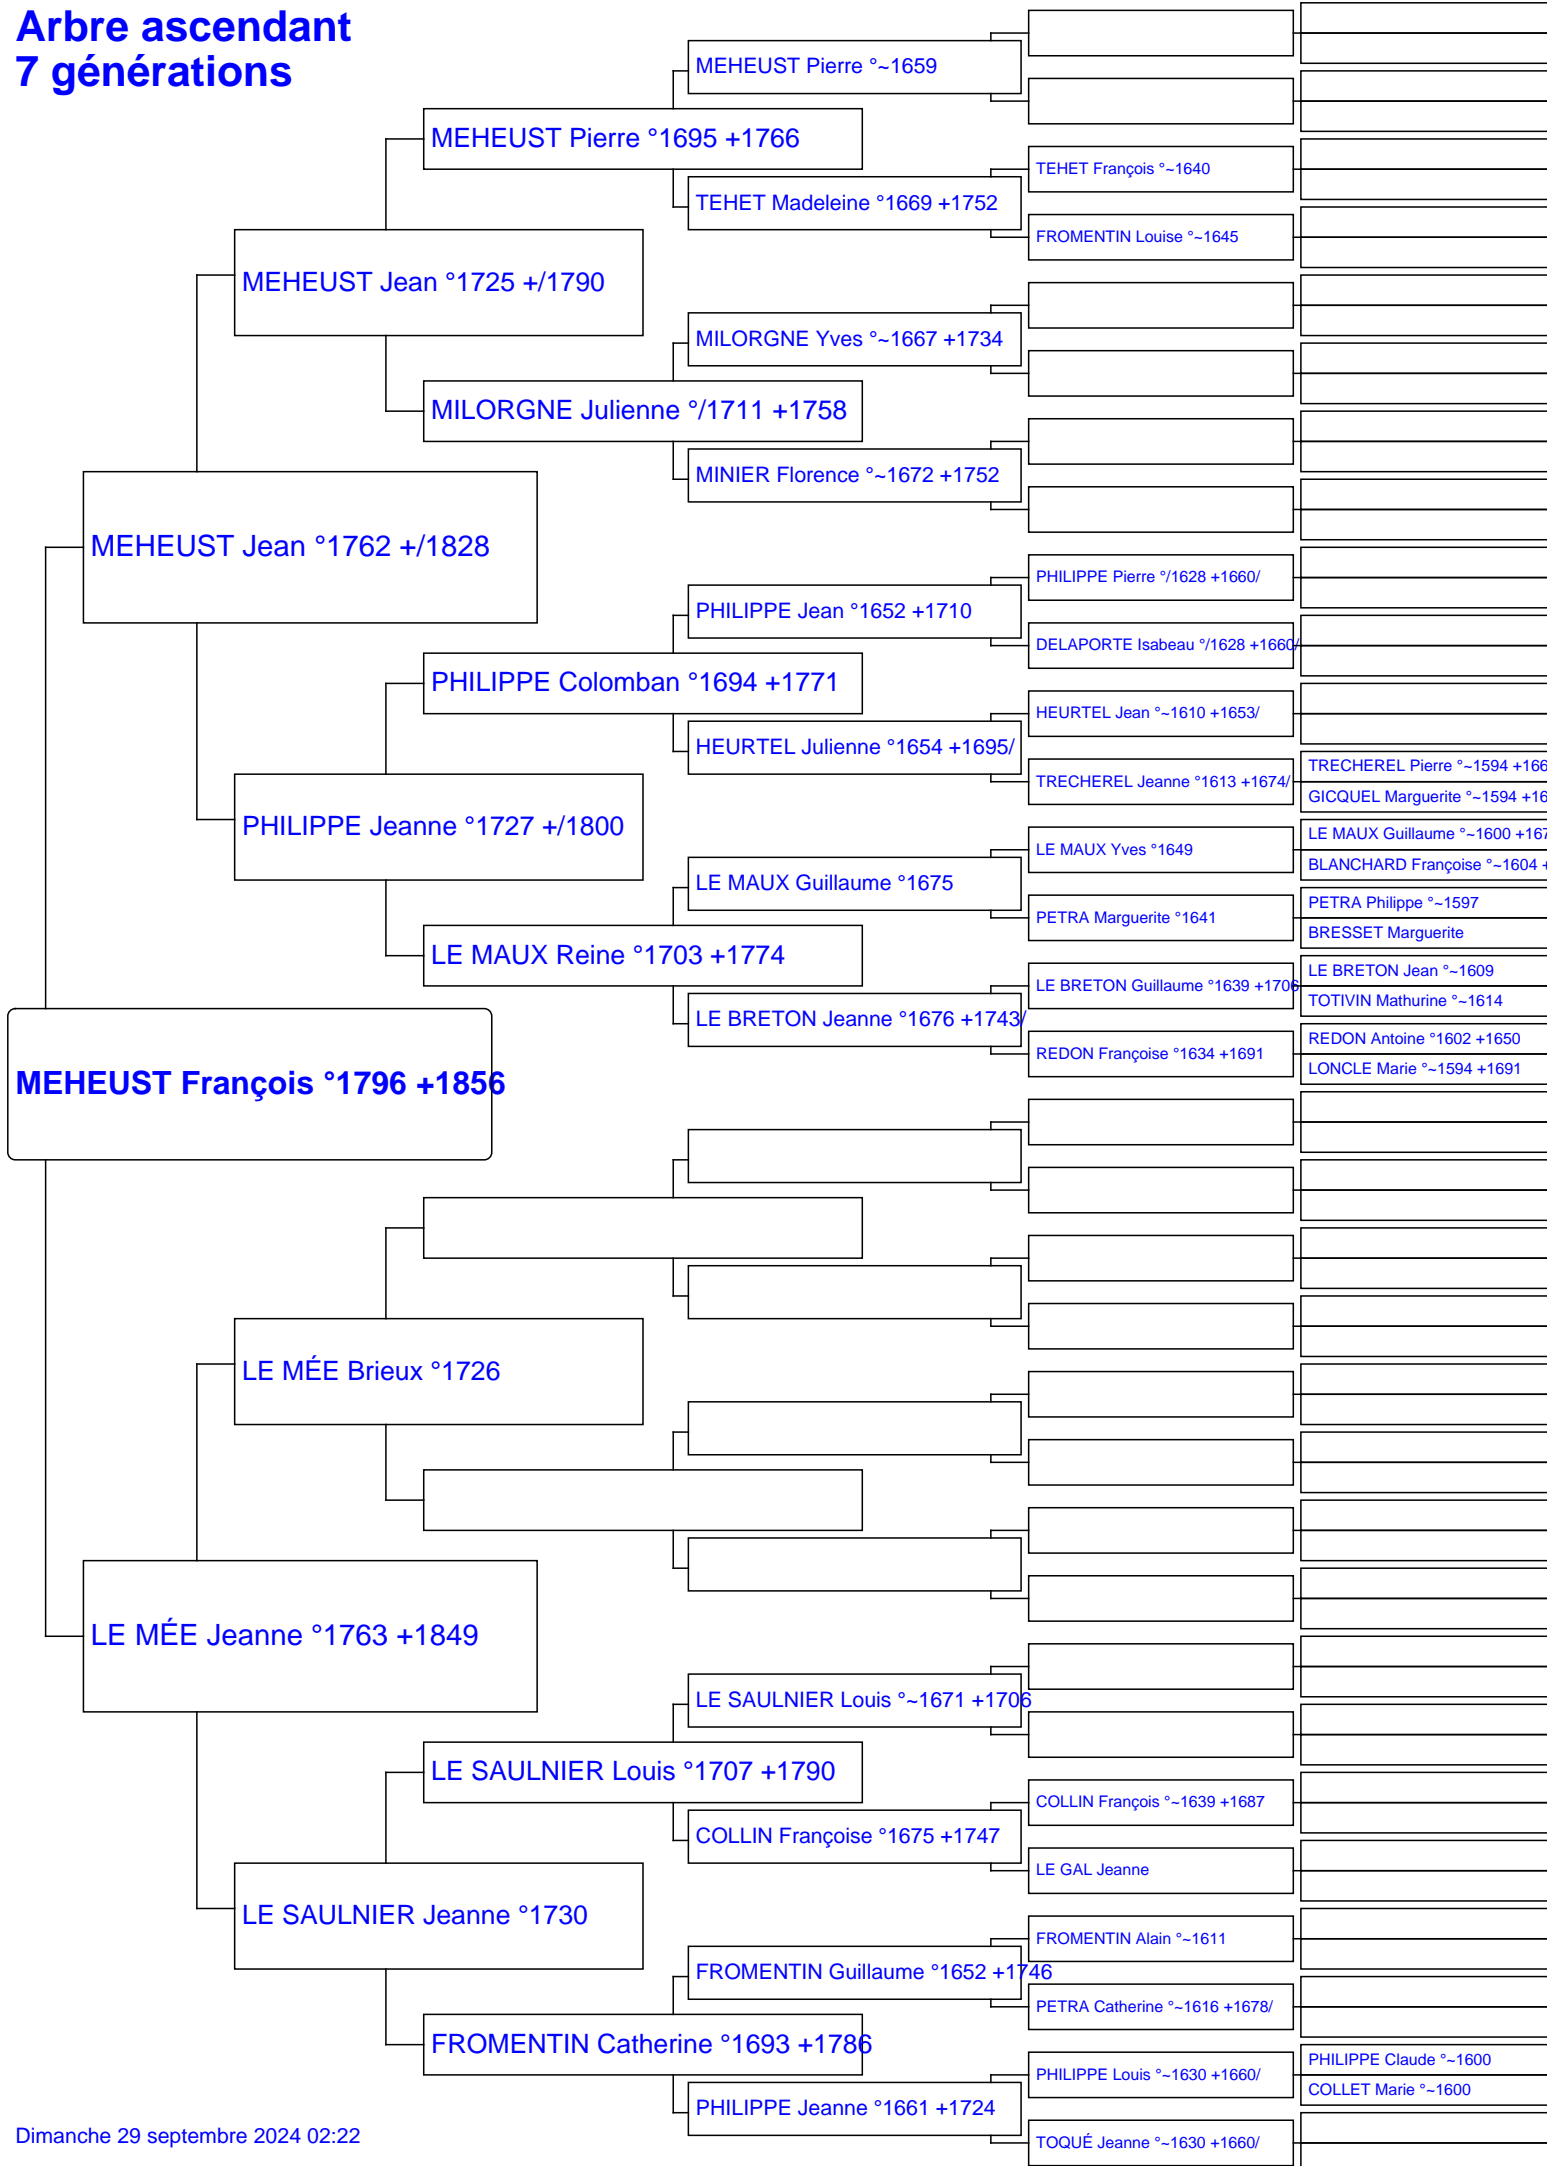 Arbre ascendant
7 générations
MEHEUST Pierre °~1659
MEHEUST Pierre °1695 +1766
TEHET François °~1640
TEHET Madeleine °1669 +1752
FROMENTIN Louise °~1645
MEHEUST Jean °1725 +/1790
MILORGNE Yves °~1667 +1734
MILORGNE Julienne °/1711 +1758
MINIER Florence °~1672 +1752
MEHEUST Jean °1762 +/1828
PHILIPPE Pierre °/1628 +1660/
PHILIPPE Jean °1652 +1710
DELAPORTE Isabeau °/1628 +1660/
PHILIPPE Colomban °1694 +1771
HEURTEL Jean °~1610 +1653/
HEURTEL Julienne °1654 +1695/
TRECHEREL Pierre °~1594 +166
TRECHEREL Jeanne °1613 +1674/
GICQUEL Marguerite °~1594 +16
PHILIPPE Jeanne °1727 +/1800
LE MAUX Guillaume °~1600 +167
LE MAUX Yves °1649
BLANCHARD Françoise °~1604 +
LE MAUX Guillaume °1675
PETRA Philippe °~1597
PETRA Marguerite °1641
BRESSET Marguerite
LE MAUX Reine °1703 +1774
LE BRETON Jean °~1609
LE BRETON Guillaume °1639 +1706
TOTIVIN Mathurine °~1614
LE BRETON Jeanne °1676 +1743/
REDON Antoine °1602 +1650
REDON Françoise °1634 +1691
LONCLE Marie °~1594 +1691
MEHEUST François °1796 +1856
LE MÉE Brieux °1726
LE MÉE Jeanne °1763 +1849
LE SAULNIER Louis °~1671 +1706
LE SAULNIER Louis °1707 +1790
COLLIN François °~1639 +1687
COLLIN Françoise °1675 +1747
LE GAL Jeanne
LE SAULNIER Jeanne °1730
FROMENTIN Alain °~1611
FROMENTIN Guillaume °1652 +1746
PETRA Catherine °~1616 +1678/
FROMENTIN Catherine °1693 +1786
PHILIPPE Claude °~1600
PHILIPPE Louis °~1630 +1660/
COLLET Marie °~1600
PHILIPPE Jeanne °1661 +1724
TOQUÉ Jeanne °~1630 +1660/
Dimanche 29 septembre 2024 02:22